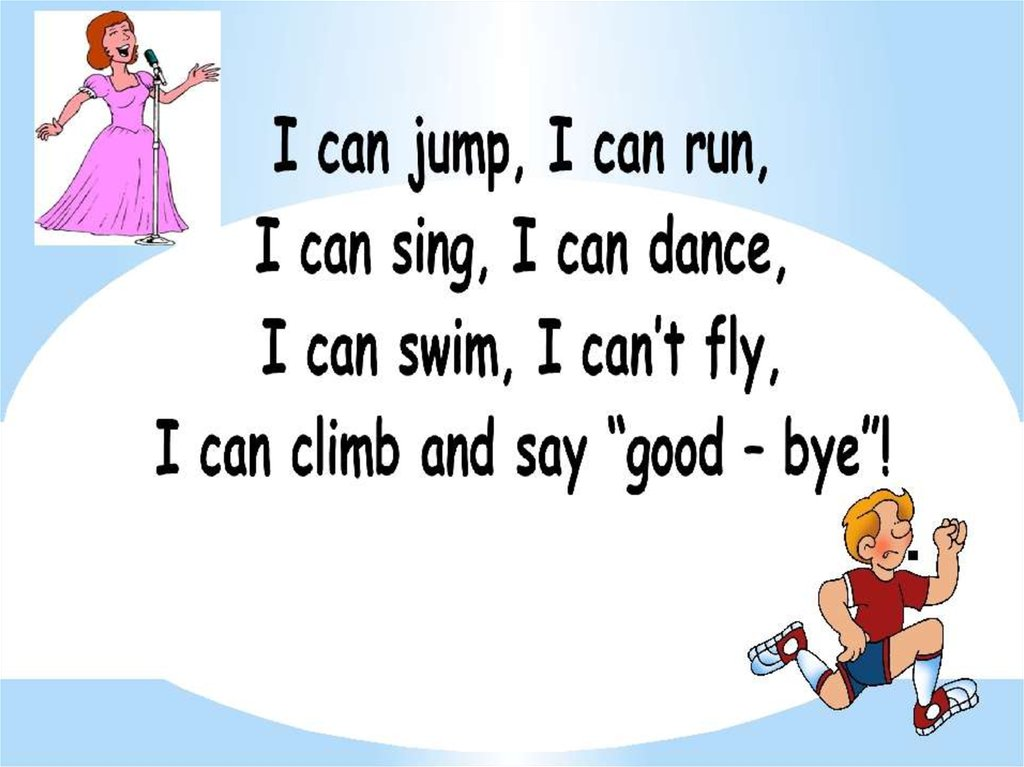 I can jump, I can run,
I can sing, I can dance,
I can swim, I can't fly,
I can climb and say “good – bye”!
.